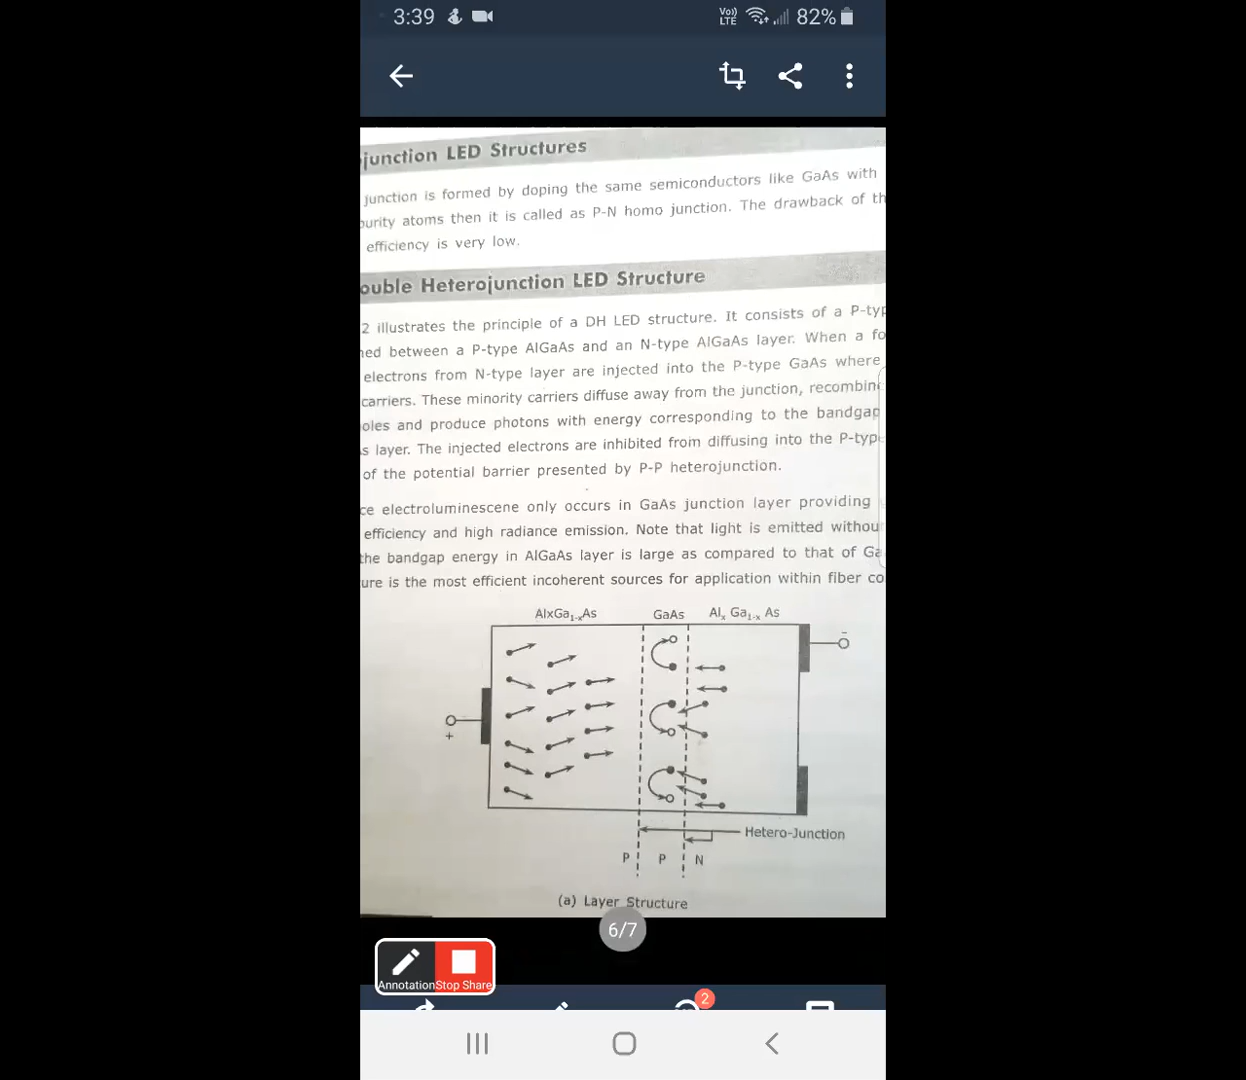 3:39
Vo))
LTE
82%
junction LED Structures
junction is formed by doping the same semiconductors like GaAs with
purity atoms then it is called as P-N homo junction. The drawback of th
efficiency is very low.
ouble Heterojunction LED Structure
2 illustrates the principle of a DH LED structure. It consists of a P-typ
ned between a P-type AlGaAs and an N-type AlGaAs layer. When a fo
electrons from N-type layer are injected into the P-type GaAs where
carriers. These minority carriers diffuse away from the junction, recombine
oles and produce photons with energy corresponding to the bandgap
s layer. The injected electrons are inhibited from diffusing into the P-type
of the potential barrier presented by P-P heterojunction.
ce electroluminescene only occurs in GaAs junction layer providing
efficiency and high radiance emission. Note that light is emitted withou
the bandgap energy in AlGaAs layer is large as compared to that of Ga
ure is the most efficient incoherent sources for application within fiber co
AlxGa1-xAs GaAs Alx Ga1-x As
-
+
Hetero-Junction
P P N
(a) Layer Structure
6/7
Annotation Stop Share
2